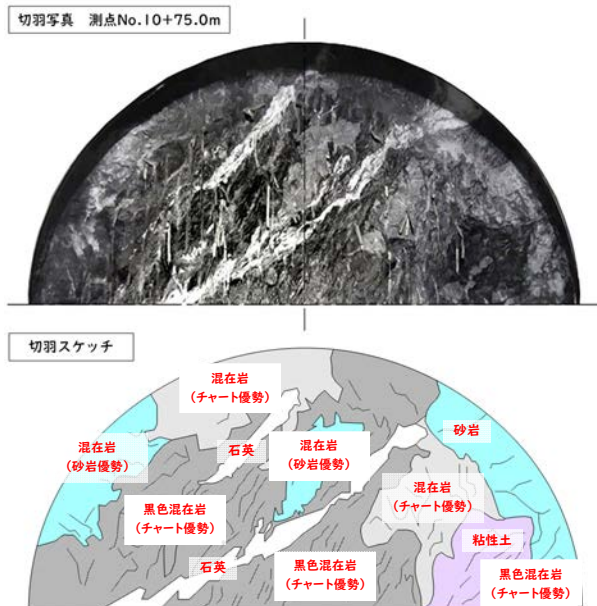 切羽写真 測点No.10+75.0m
切羽スケッチ
混在岩
(チャート優勢)
混在岩
(砂岩優勢)
石英
混在岩
(砂岩優勢)
砂岩
混在岩
(チャート優勢)
黒色混在岩
(チャート優勢)
粘性土
石英
黒色混在岩
(チャート優勢)
黒色混在岩
(チャート優勢)